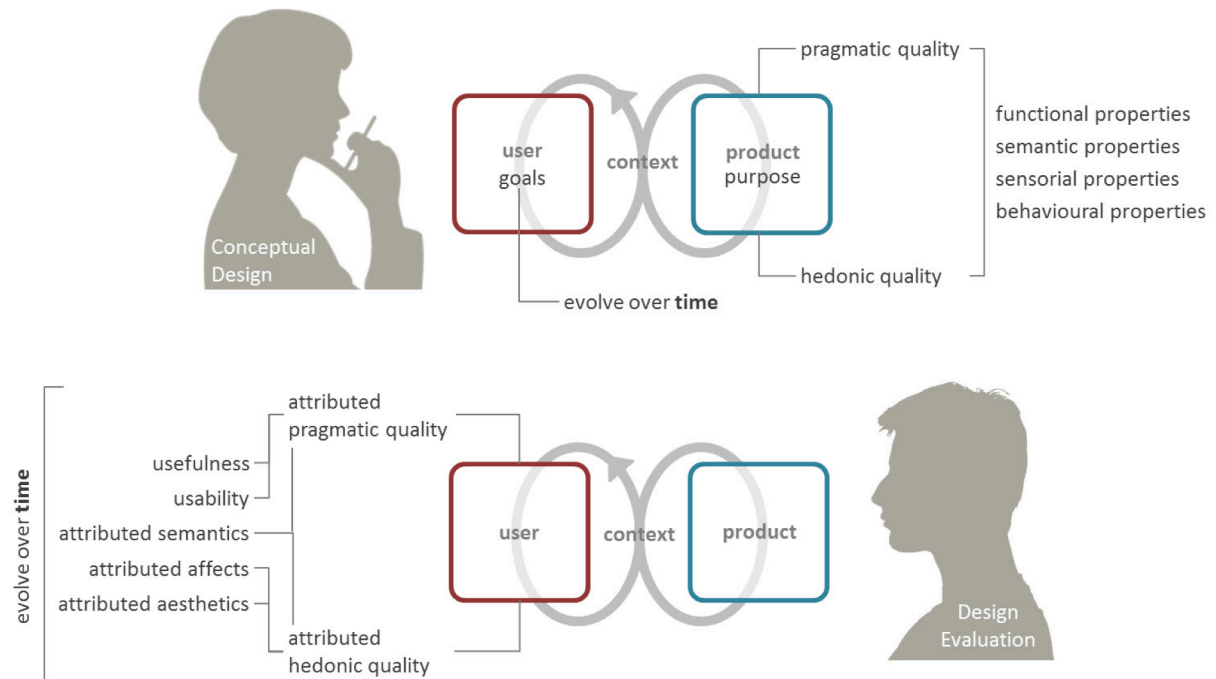 pragmatic quality
functional properties
semantic properties
sensorial properties
behavioural properties
user
goals
context
product
purpose
Conceptual
Design
hedonic quality
evolve over time
attributed
pragmatic quality
usefulness
usability
attributed semantics
attributed affects
attributed aesthetics
attributed
hedonic quality
evolve over time
user
context
product
Design
Evaluation